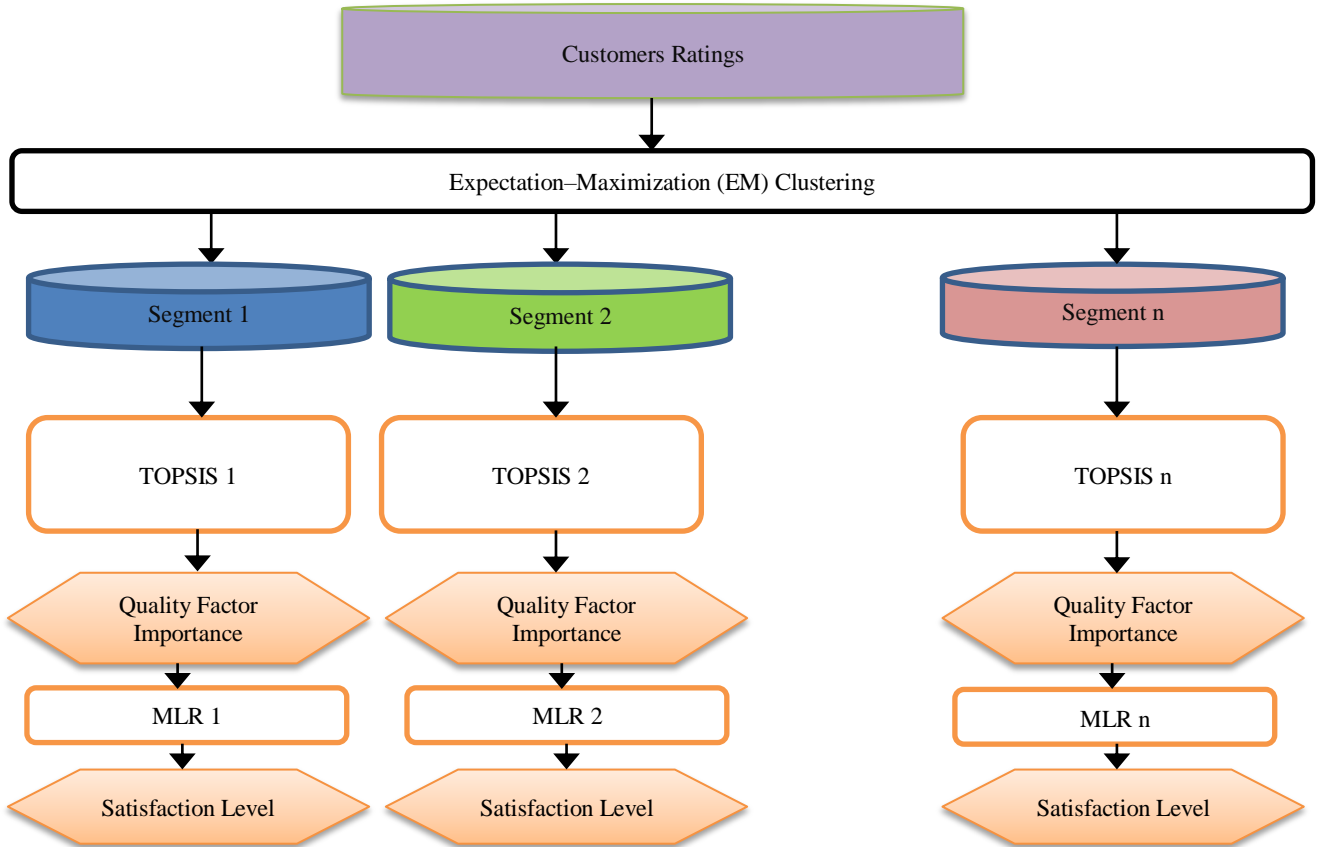 Customers Ratings
Expectation–Maximization (EM) Clustering
Segment 1
Segment 2
Segment n
TOPSIS 1
TOPSIS 2
TOPSIS n
Quality Factor
Importance
Quality Factor
Importance
Quality Factor
Importance
MLR 1
MLR 2
MLR n
Satisfaction Level
Satisfaction Level
Satisfaction Level